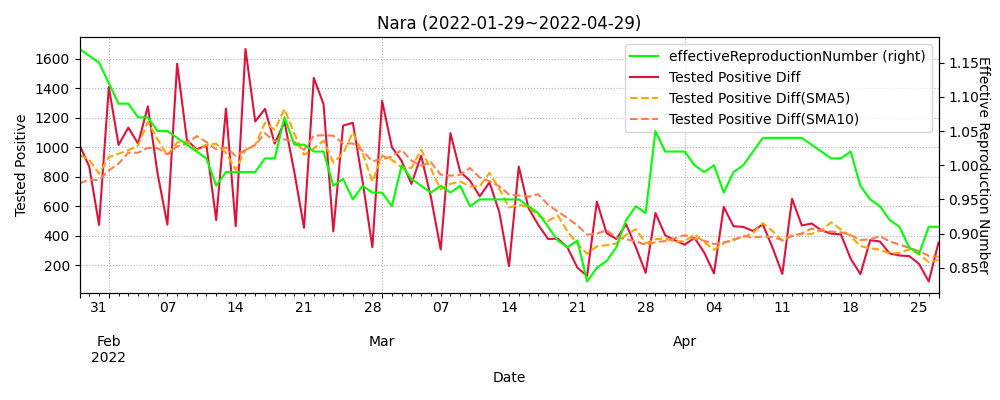 Nara (2022-01-29~2022-04-29)
effectiveReproductionNumber (right)
Tested Positive Diff
Tested Positive Diff(SMA5)
Tested Positive Diff(SMA10)
Tested Positive
1600
1400
1200
1000
800
600
400
200
Effective Reproduction Number
1.15
1.10
1.05
1.00
0.95
0.90
0.85
31 07 14 21 28 07 14 21 28 04 11 18 25
Feb Mar Apr
2022
Date